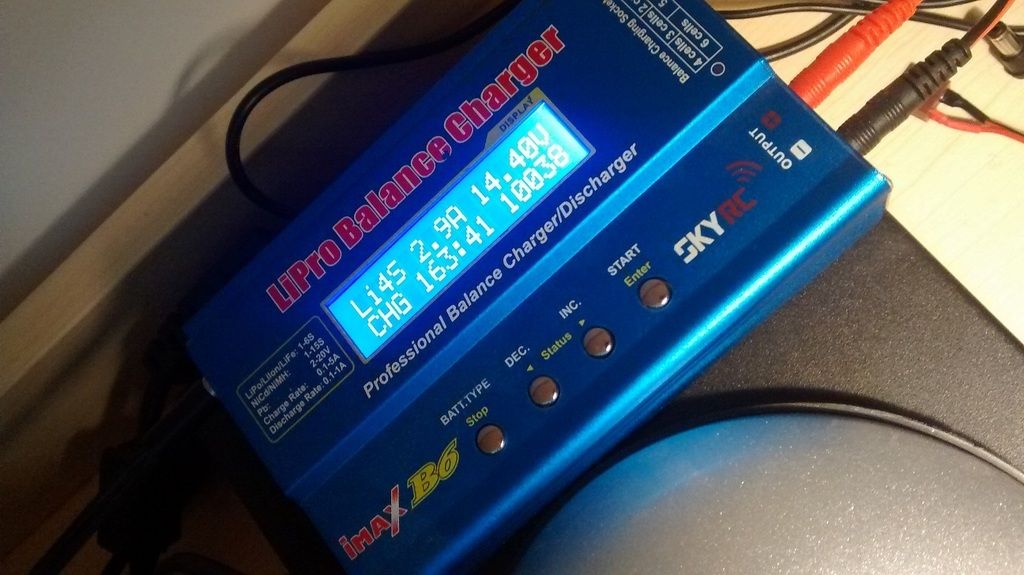 Balance Charging Socket
4 cells 3 cells 2 c
6 cells 5
LiPro Balance Charger
DISPLAY
Li4S 2.9A 14.40V
CHG 163:41 10038
Professional Balance Charger/Discharger
LiPo/LiIon/LiFe: 1-6S
NiCd/NiMH: 1-15S
Pb: 2-20V
Charge Rate: 0.1-5A
Discharge Rate: 0.1-1A
OUTPUT
SKYRC
BATT.TYPE
Stop
DEC.
INC.
◄ Status ►
START
Enter
iMAX B6